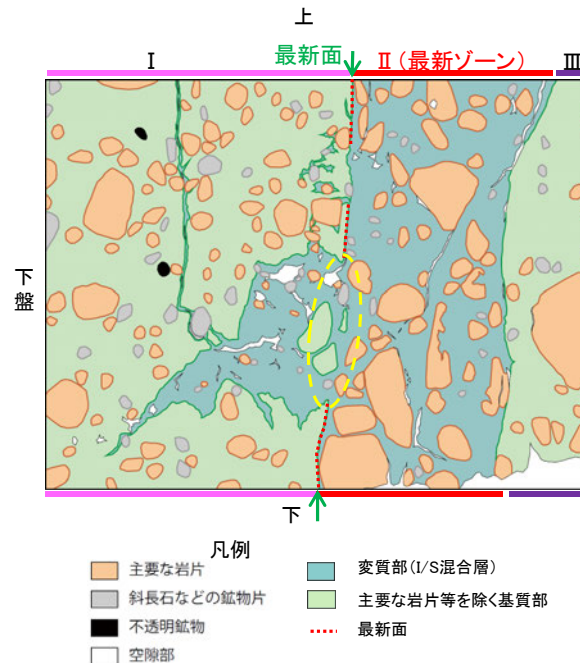 上
Ⅰ
最新面
Ⅱ(最新ゾーン)
Ⅲ
下盤
下
凡例
主要な岩片
斜長石などの鉱物片
不透明鉱物
空隙部
変質部(I/S混合層)
主要な岩片等を除く基質部
最新面